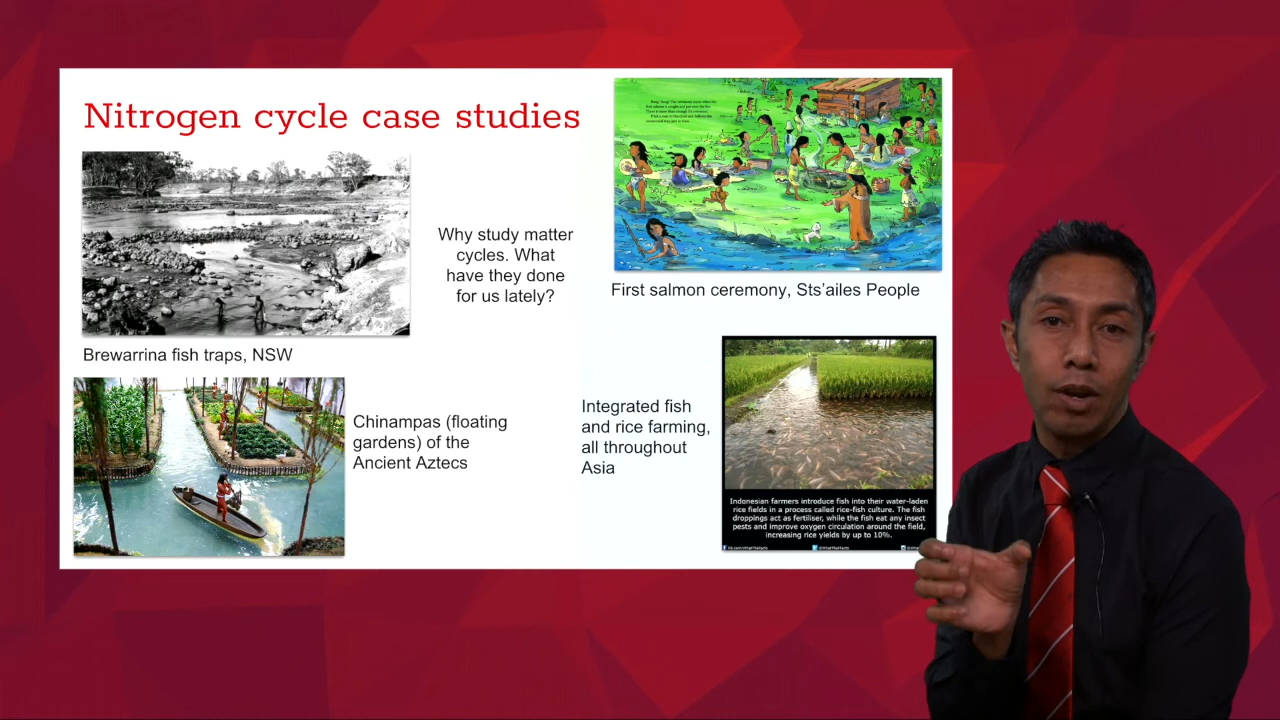 Nitrogen cycle case studies
Why study matter
cycles. What
have they done
for us lately?
First salmon ceremony, Sts'ailes People
Brewarrina fish traps, NSW
Chinampas (floating
gardens) of the
Ancient Aztecs
Integrated fish
and rice farming,
all throughout
Asia
Indonesian farmers introduce fish into their water-laden
rice fields in a process called rice-fish culture. The fish
droppings act as fertiliser, while the fish eat any insect
pests and improve oxygen circulation around the field,
increasing rice yields by up to 10%.